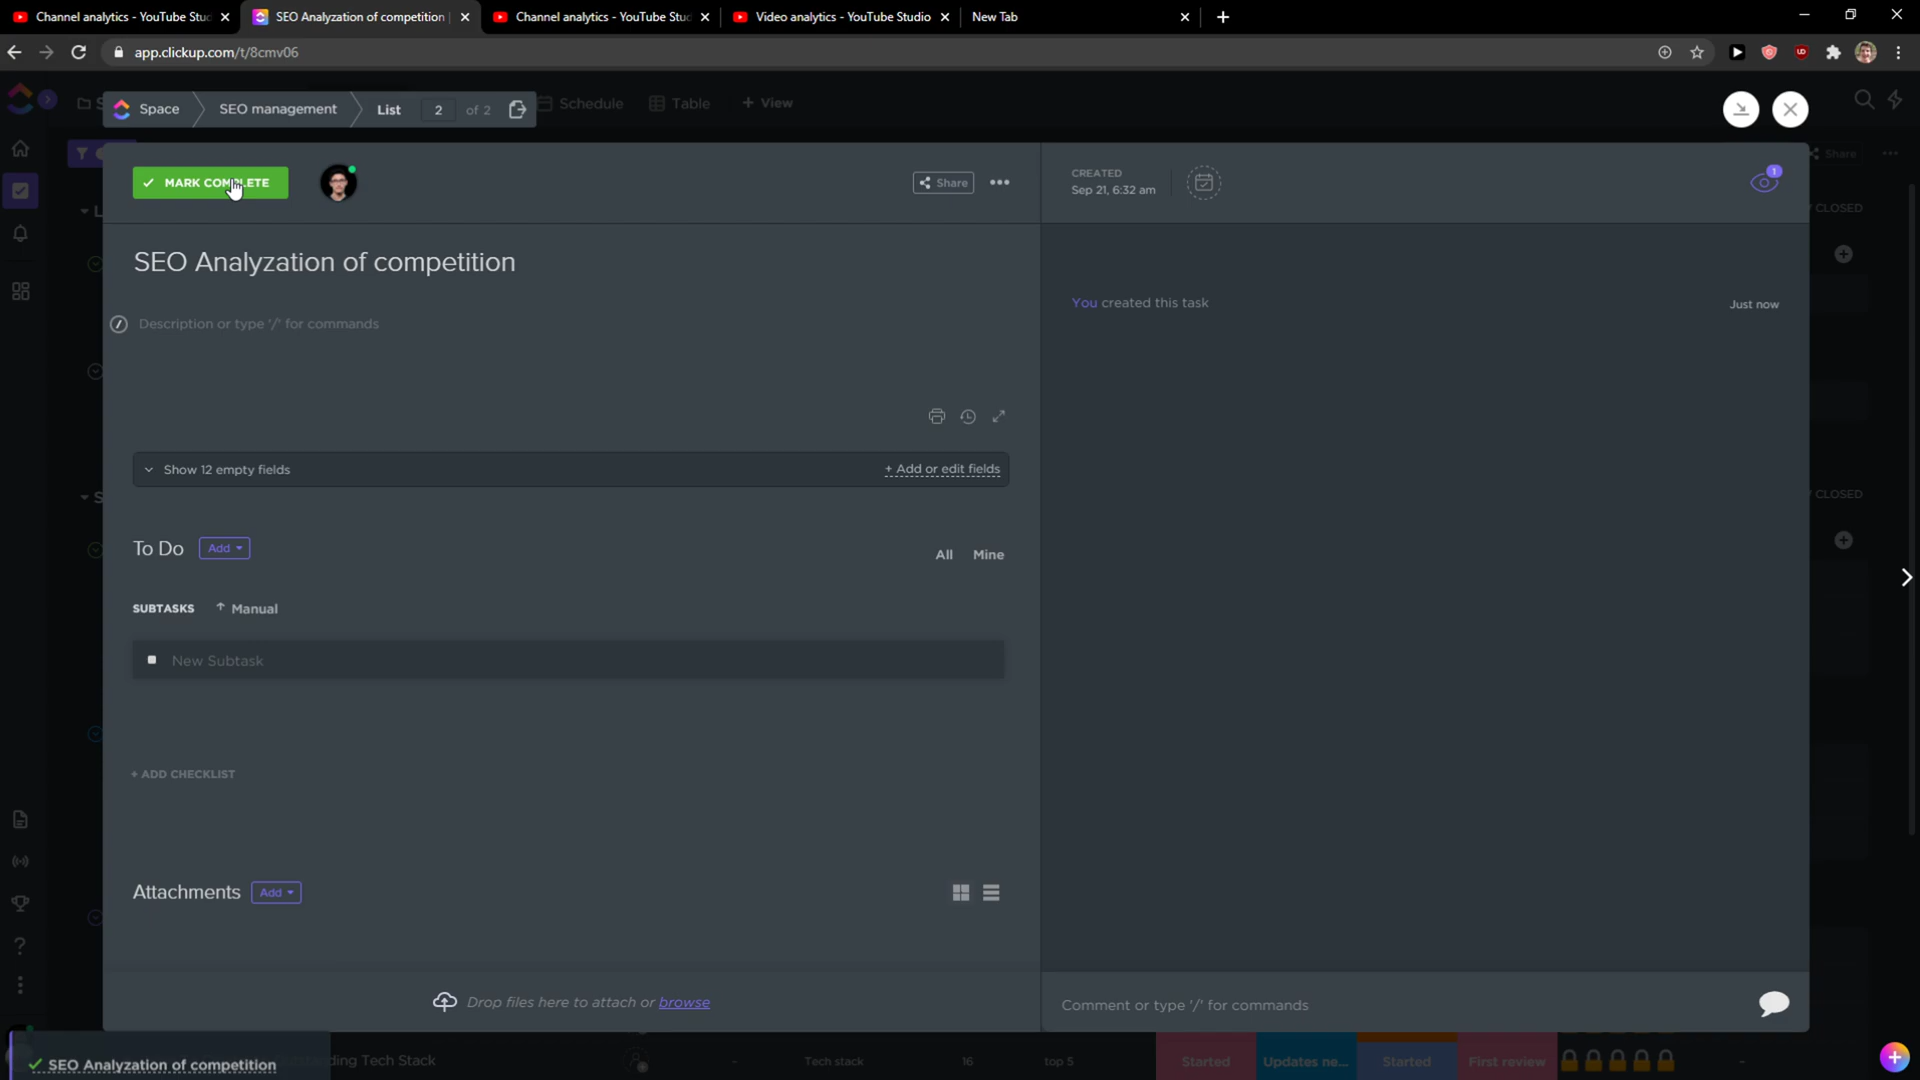 Channel analytics - YouTube Stu
SEO Analyzation of competition
Channel analytics - YouTube Stu
Video analytics - YouTube Studio
New Tab
app.clickup.com/t/8cmv06
Space
SEO management
List
2
of 2
Schedule
Table
+ View
MARK COMPLETE
Share
CREATED
Sep 21, 6:32 am
1
Share
CLOSED
SEO Analyzation of competition
Description or type '/' for commands
You created this task
Just now
Show 12 empty fields
+ Add or edit fields
CLOSED
To Do
Add
All
Mine
SUBTASKS
Manual
New Subtask
+ ADD CHECKLIST
Attachments
Add
Drop files here to attach or browse
Comment or type '/' for commands
SEO Analyzation of competition
ding Tech Stack
-
Tech stack
16
top 5
Started
Updates ne...
Started
First review
-